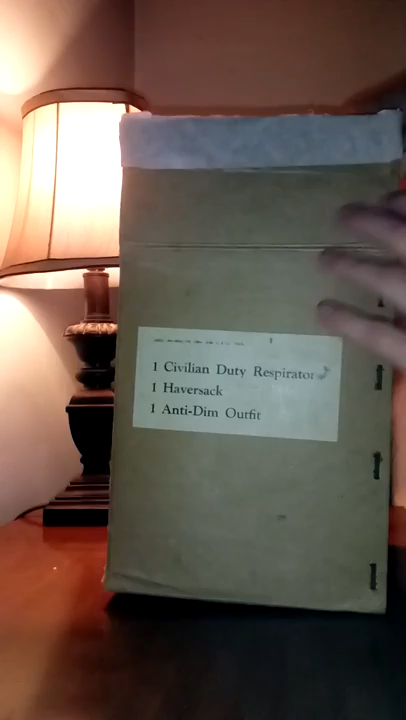 1 Civilian Duty Respirator
1 Haversack
1 Anti-Dim Outfit